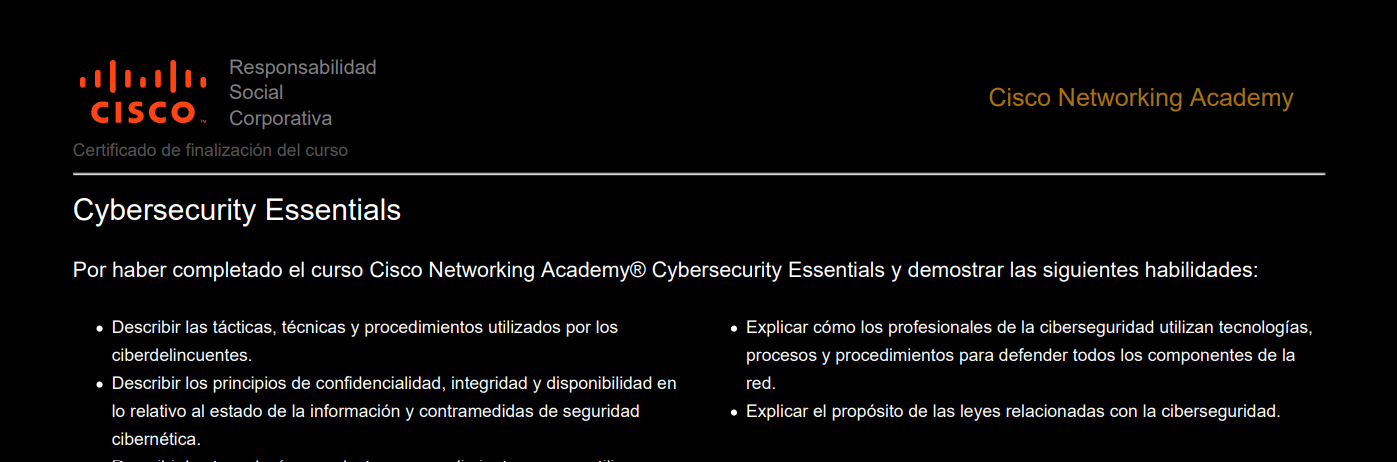 CISCO
Responsabilidad
Social
Corporativa
Cisco Networking Academy
Certificado de finalización del curso
Cybersecurity Essentials
Por haber completado el curso Cisco Networking Academy® Cybersecurity Essentials y demostrar las siguientes habilidades:
• Describir las tácticas, técnicas y procedimientos utilizados por los
ciberdelincuentes.
• Describir los principios de confidencialidad, integridad y disponibilidad en
lo relativo al estado de la información y contramedidas de seguridad
cibernética.
• Explicar cómo los profesionales de la ciberseguridad utilizan tecnologías,
procesos y procedimientos para defender todos los componentes de la
red.
• Explicar el propósito de las leyes relacionadas con la ciberseguridad.